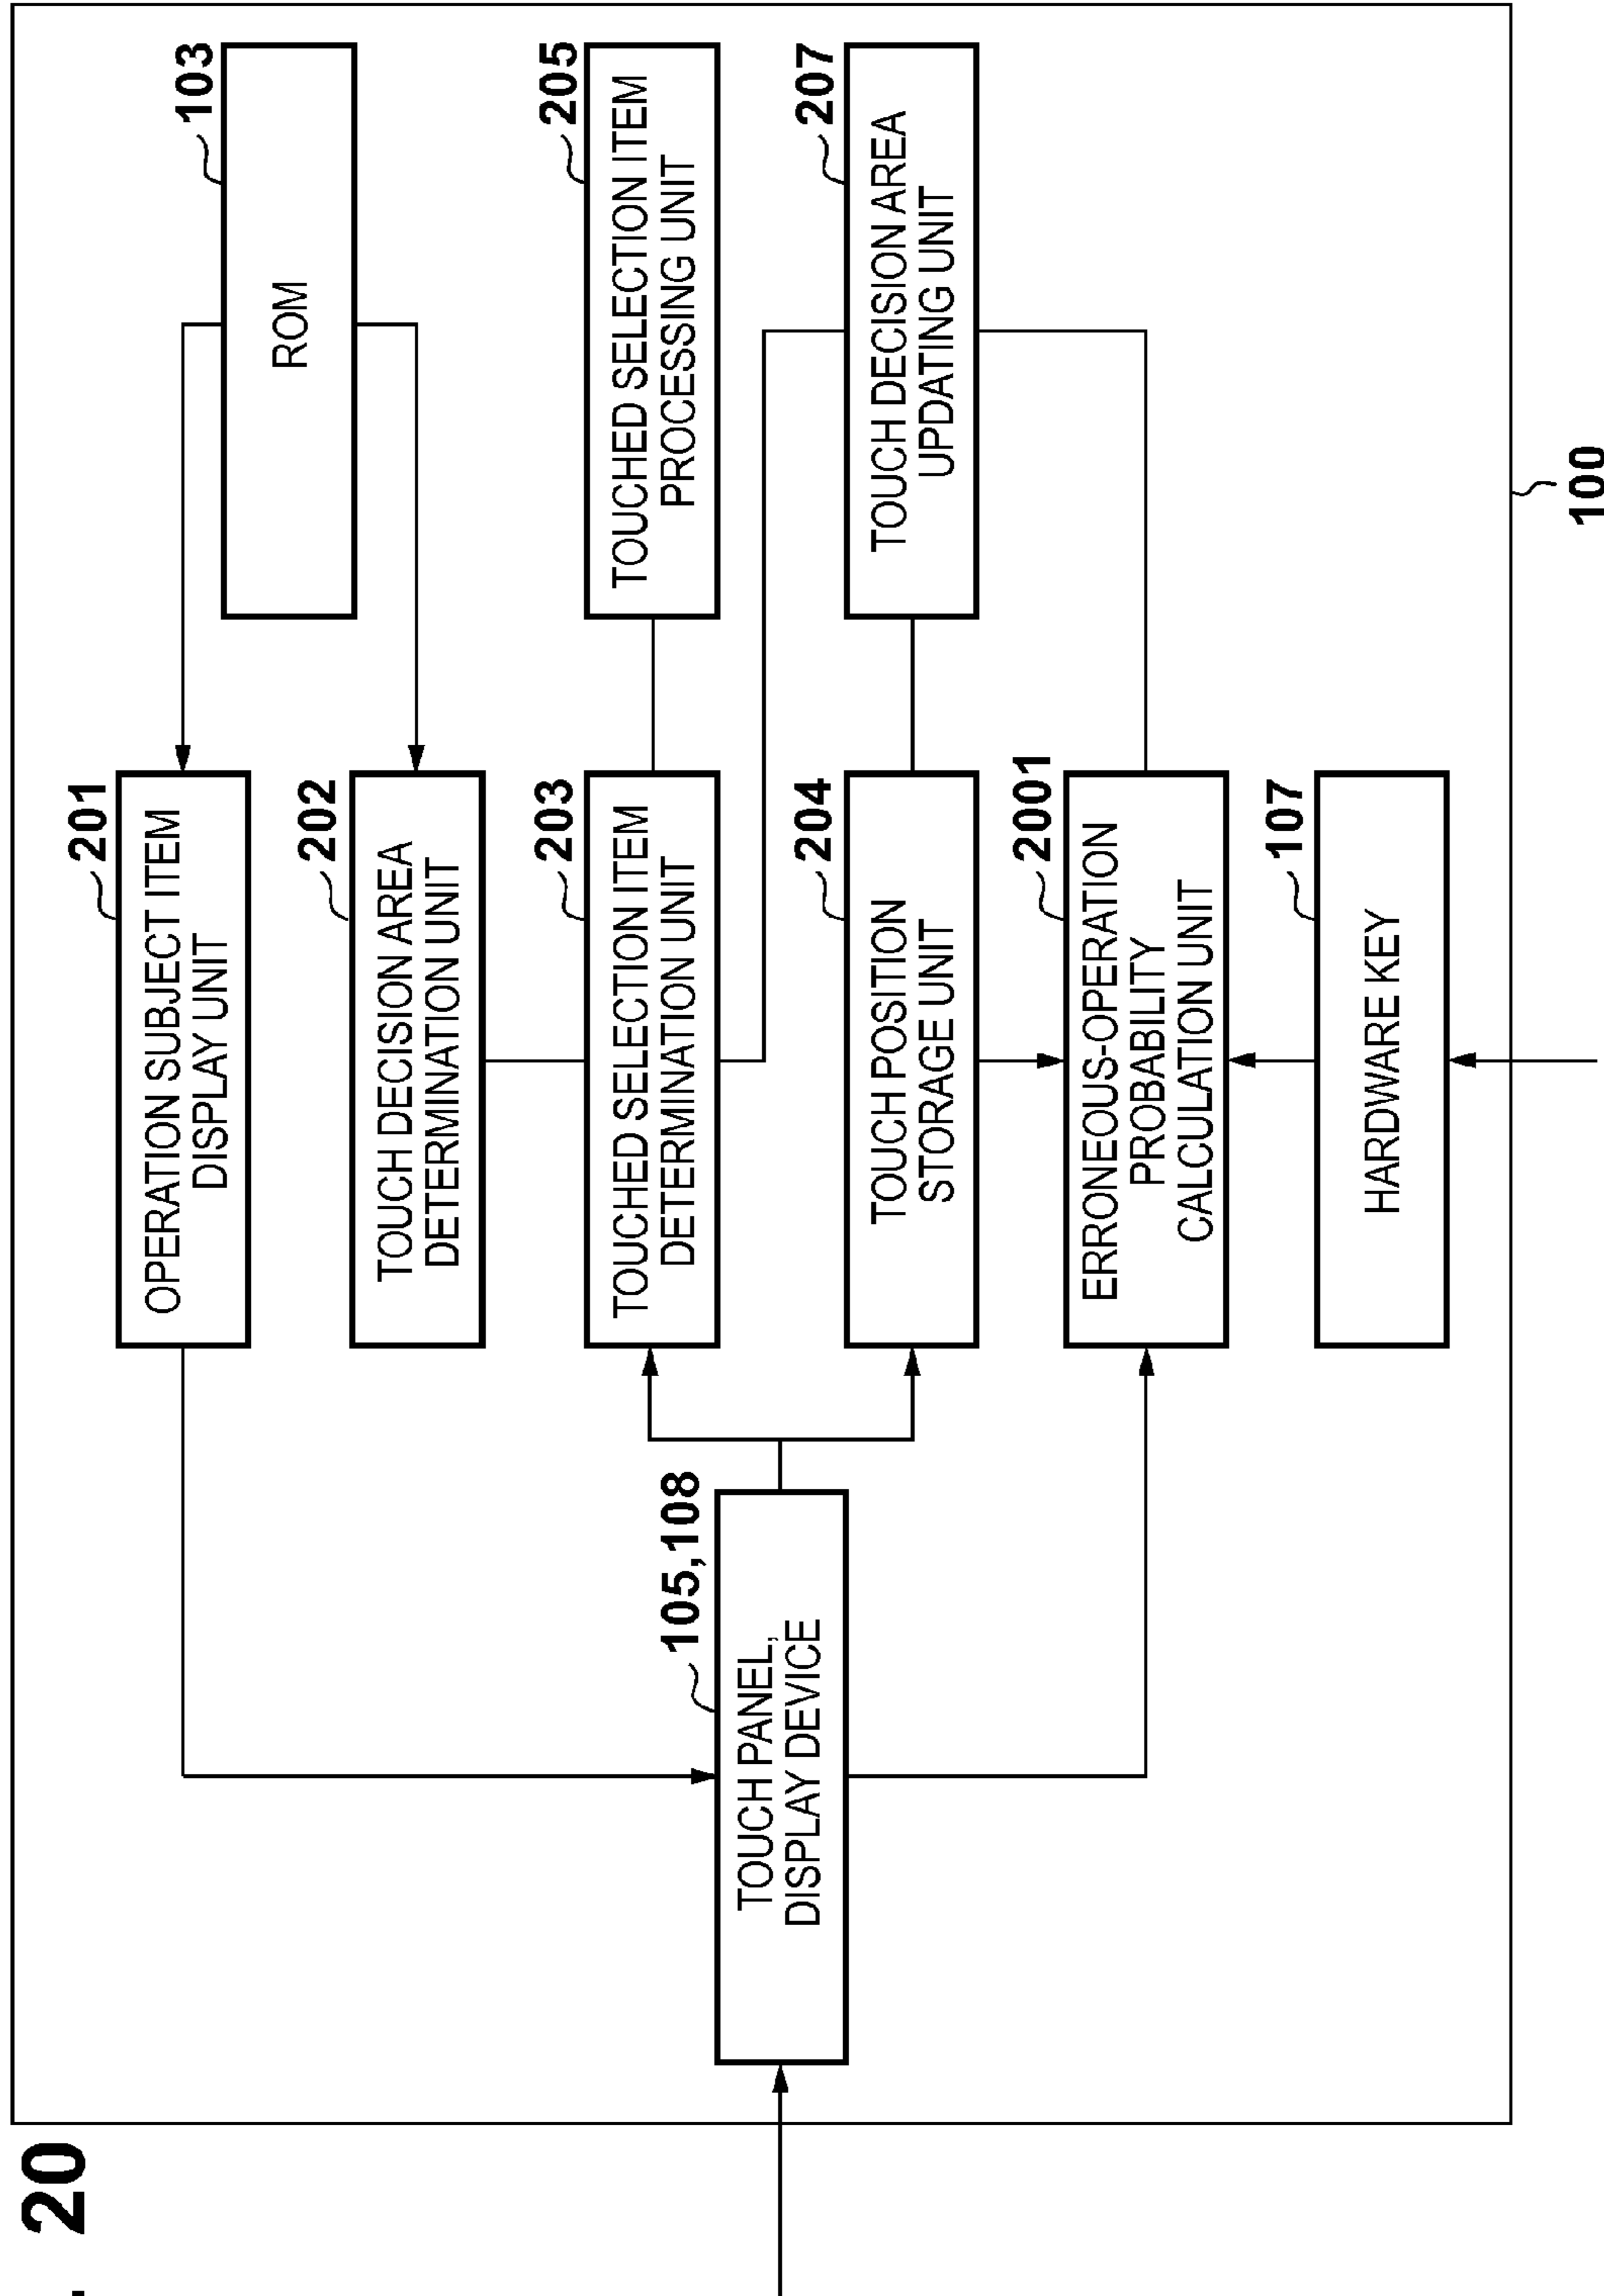 . 20
201
OPERATION SUBJECT ITEM
DISPLAY UNIT
103
ROM
202
TOUCH DECISION AREA
DETERMINATION UNIT
203
TOUCHED SELECTION ITEM
DETERMINATION UNIT
205
TOUCHED SELECTION ITEM
PROCESSING UNIT
105,108
TOUCH PANEL,
DISPLAY DEVICE
204
TOUCH POSITION
STORAGE UNIT
207
TOUCH DECISION AREA
UPDATING UNIT
2001
ERRONEOUS-OPERATION
PROBABILITY
CALCULATION UNIT
107
HARDWARE KEY
100